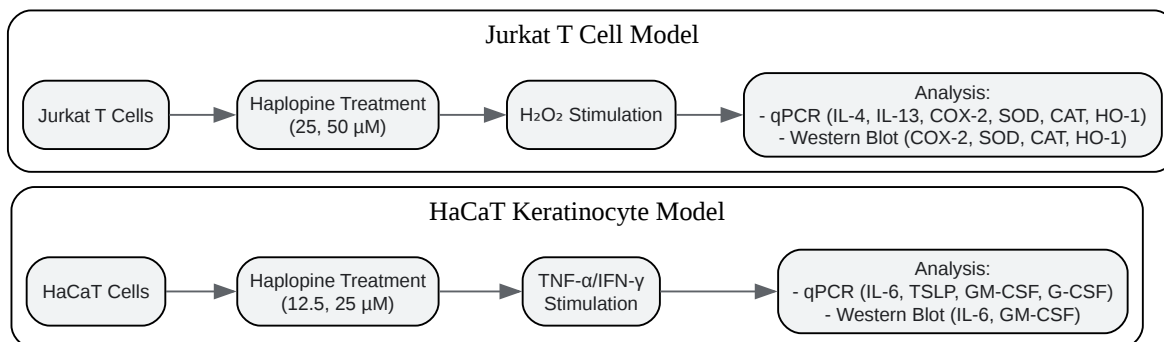 Jurkat T Cell Model
Jurkat T Cells
Haplopine Treatment
(25, 50 µM)
H₂O₂ Stimulation
Analysis:
- qPCR (IL-4, IL-13, COX-2, SOD, CAT, HO-1)
- Western Blot (COX-2, SOD, CAT, HO-1)
HaCaT Keratinocyte Model
HaCaT Cells
Haplopine Treatment
(12.5, 25 µM)
TNF-α/IFN-γ
Stimulation
Analysis:
- qPCR (IL-6, TSLP, GM-CSF, G-CSF)
- Western Blot (IL-6, GM-CSF)